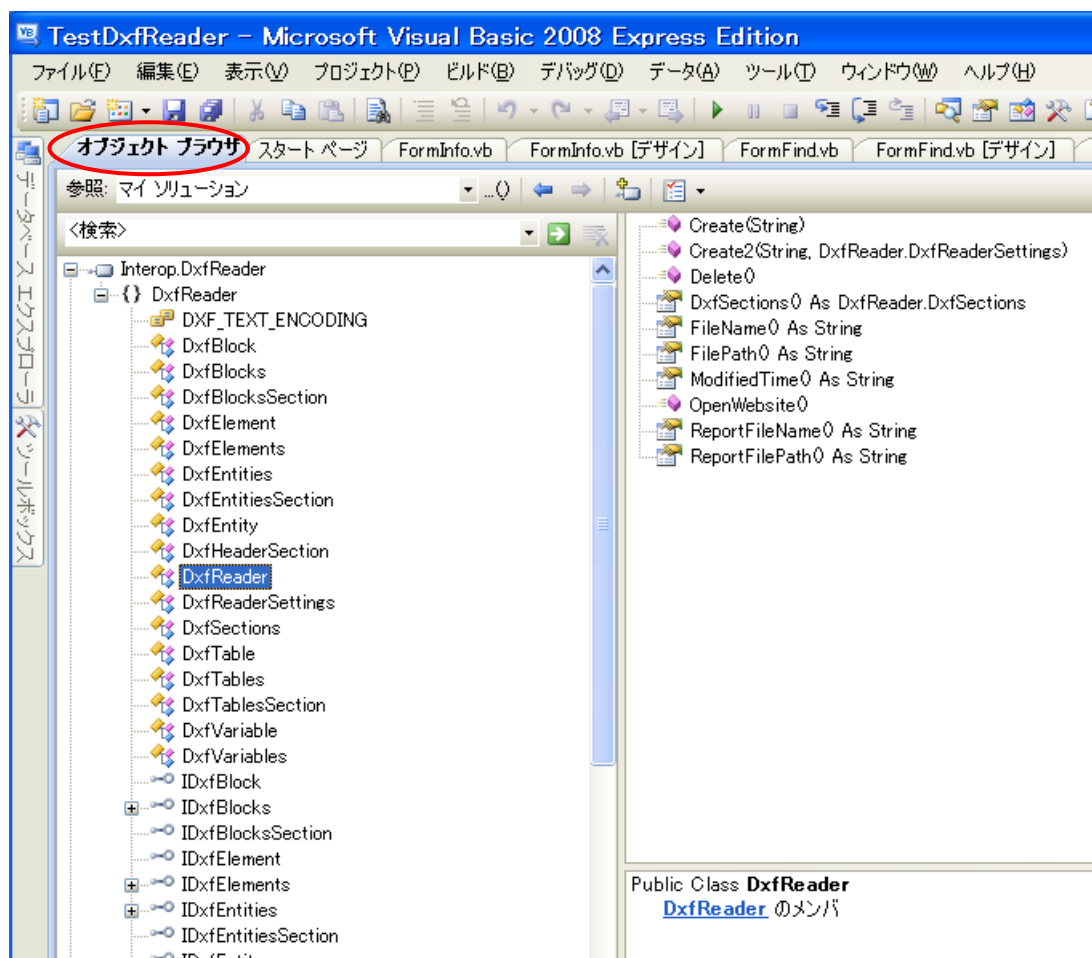 TestDxfReader - Microsoft Visual Basic 2008 Express Edition
ファイル(F) 編集(E) 表示(V) プロジェクト(P) ビルド(B) デバッグ(D) データ(A) ツール(T) ウィンドウ(W) ヘルプ(H)
オブジェクト ブラウザ スタート ページ FormInfo.vb FormInfo.vb [デザイン] FormFind.vb FormFind.vb [デザイン]
参照: マイ ソリューション ...()
<検索>
データベース エクスプローラ
ツールボックス
Interop.DxfReader
{} DxfReader
DXF_TEXT_ENCODING
DxfBlock
DxfBlocks
DxfBlocksSection
DxfElement
DxfElements
DxfEntities
DxfEntitiesSection
DxfEntity
DxfHeaderSection
DxfReader
DxfReaderSettings
DxfSections
DxfTable
DxfTables
DxfTablesSection
DxfVariable
DxfVariables
IDxfBlock
IDxfBlocks
IDxfBlocksSection
IDxfElement
IDxfElements
IDxfEntities
IDxfEntitiesSection
Create(String)
Create2(String, DxfReader.DxfReaderSettings)
Delete()
DxfSections() As DxfReader.DxfSections
FileName() As String
FilePath() As String
ModifiedTime() As String
OpenWebsite()
ReportFileName() As String
ReportFilePath() As String
Public Class DxfReader
DxfReader のメンバ